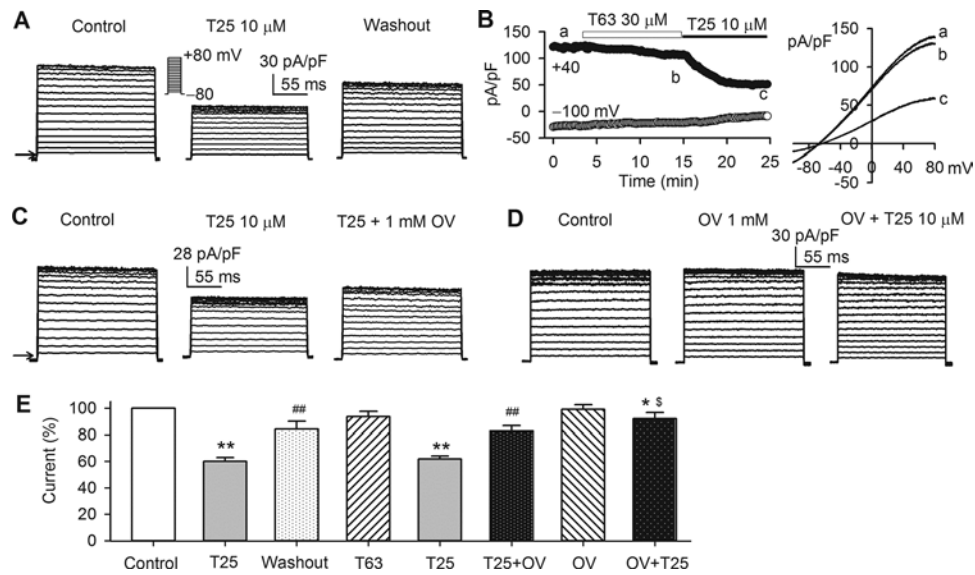 A
Control
T25 10 μM
Washout
+80 mV
−80
30 pA/pF
55 ms
B
T63 30 μM
T25 10 μM
pA/pF
150
100
50
0
-50
a
+40
b
−100 mV
c
0
5
10
15
20
25
Time (min)
pA/pF
150
100
50
0
-50
a
b
c
-80
-40
0
40
80
mV
C
Control
T25 10 μM
T25 + 1 mM OV
28 pA/pF
55 ms
D
Control
OV 1 mM
OV + T25 10 μM
30 pA/pF
55 ms
E
Current (%)
100
80
60
40
20
0
**
##
**
##
* $
Control
T25
Washout
T63
T25
T25+OV
OV
OV+T25